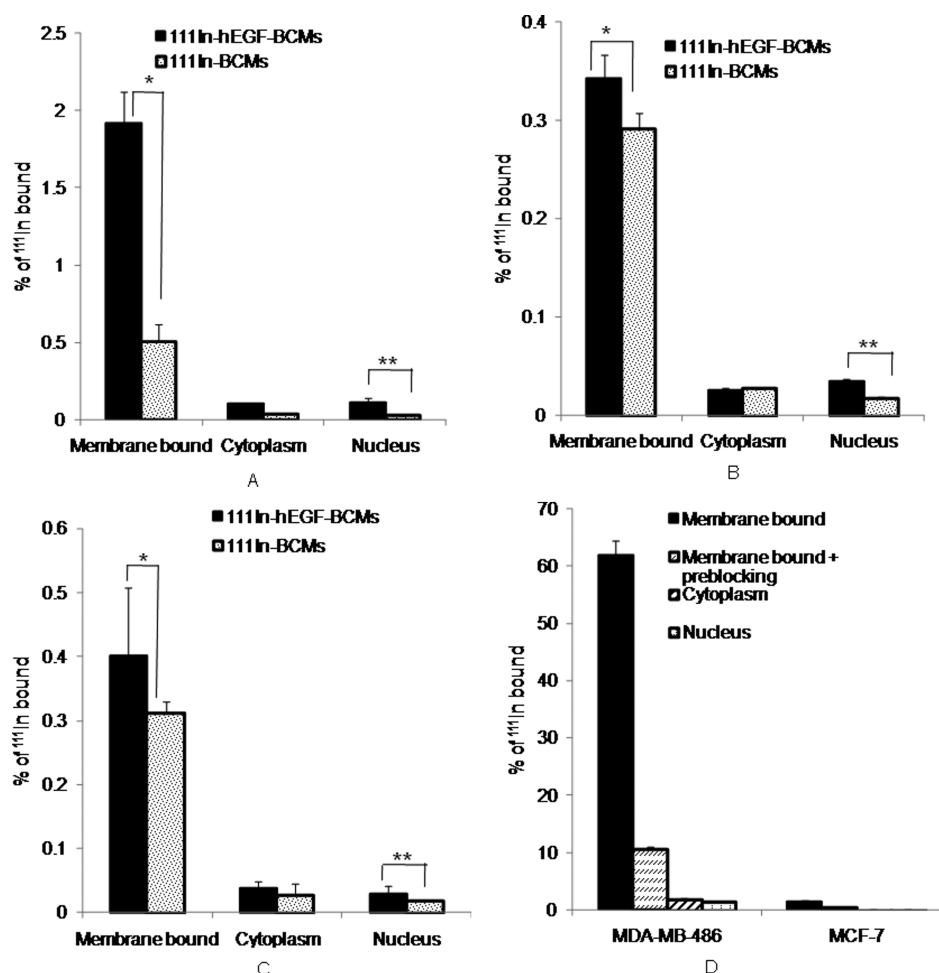 2.5
2
1.5
1
0.5
0
% of ¹¹¹In bound
111In-hEGF-BCMs
111In-BCMs
*
**
Membrane bound Cytoplasm Nucleus
A
0.4
0.3
0.2
0.1
0
% of ¹¹¹In bound
111In-hEGF-BCMs
111In-BCMs
*
**
Membrane bound Cytoplasm Nucleus
B
0.6
0.5
0.4
0.3
0.2
0.1
0
% of ¹¹¹In bound
111In-hEGF-BCMs
111In-BCMs
*
**
Membrane bound Cytoplasm Nucleus
C
70
60
50
40
30
20
10
0
% of ¹¹¹In bound
Membrane bound
Membrane bound +
preblocking
Cytoplasm
Nucleus
MDA-MB-486 MCF-7
D